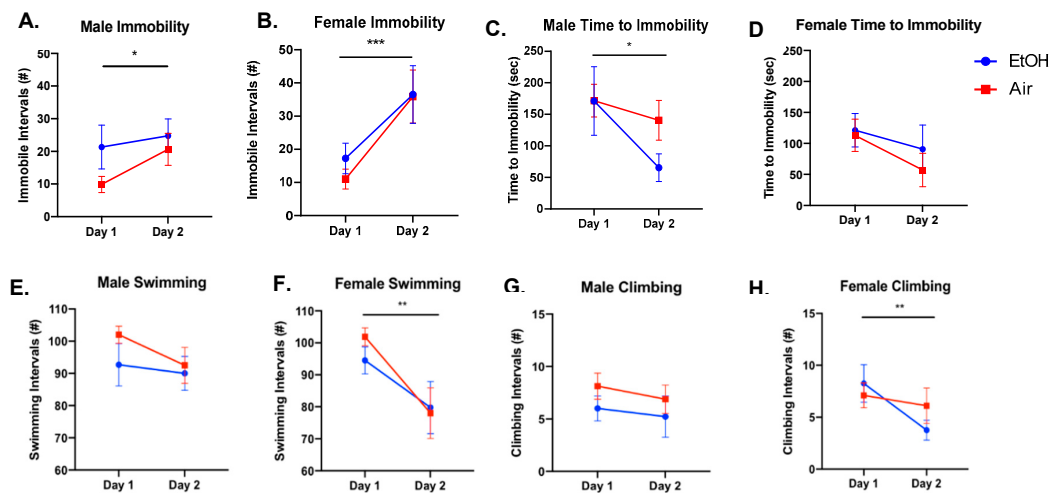 A.
Male Immobility
*
Immobile Intervals (#)
50
40
30
20
10
0
Day 1 Day 2
B.
Female Immobility
***
Immobile Intervals (#)
50
40
30
20
10
0
Day 1 Day 2
C.
Male Time to Immobility
*
Time to Immobility (sec)
250
200
150
100
50
0
Day 1 Day 2
D.
Female Time to Immobility
Time to Immobility (sec)
250
200
150
100
50
0
Day 1 Day 2
EtOH
Air
E.
Male Swimming
Swimming Intervals (#)
110
100
90
80
70
60
Day 1 Day 2
F.
Female Swimming
**
Swimming Intervals (#)
110
100
90
80
70
60
Day 1 Day 2
G.
Male Climbing
Climbing Intervals (#)
15
10
5
0
Day 1 Day 2
H.
Female Climbing
**
Climbing Intervals (#)
15
10
5
0
Day 1 Day 2